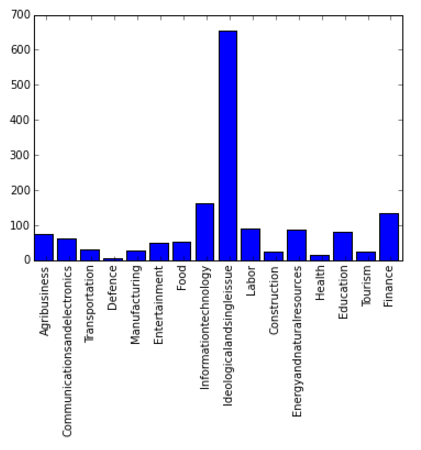 700
600
500
400
300
200
100
0
Agribusiness
Communicationsandelectronics
Transportation
Defence
Manufacturing
Entertainment
Food
Informationtechnology
Ideologicalandsingleissue
Labor
Construction
Energyandnaturalresources
Health
Education
Tourism
Finance